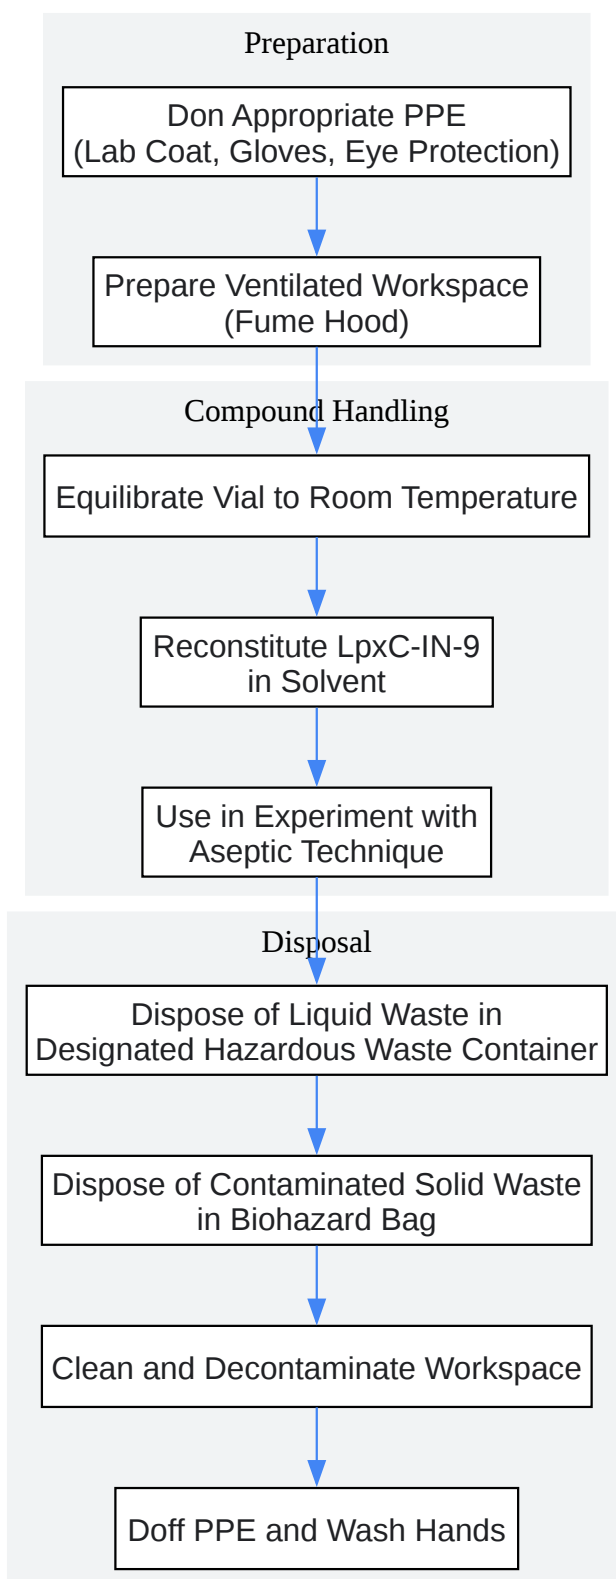 Preparation
Don Appropriate PPE
(Lab Coat, Gloves, Eye Protection)
Prepare Ventilated Workspace
(Fume Hood)
Compound Handling
Equilibrate Vial to Room Temperature
Reconstitute LpxC-IN-9
in Solvent
Use in Experiment with
Aseptic Technique
Disposal
Dispose of Liquid Waste in
Designated Hazardous Waste Container
Dispose of Contaminated Solid Waste
in Biohazard Bag
Clean and Decontaminate Workspace
Doff PPE and Wash Hands